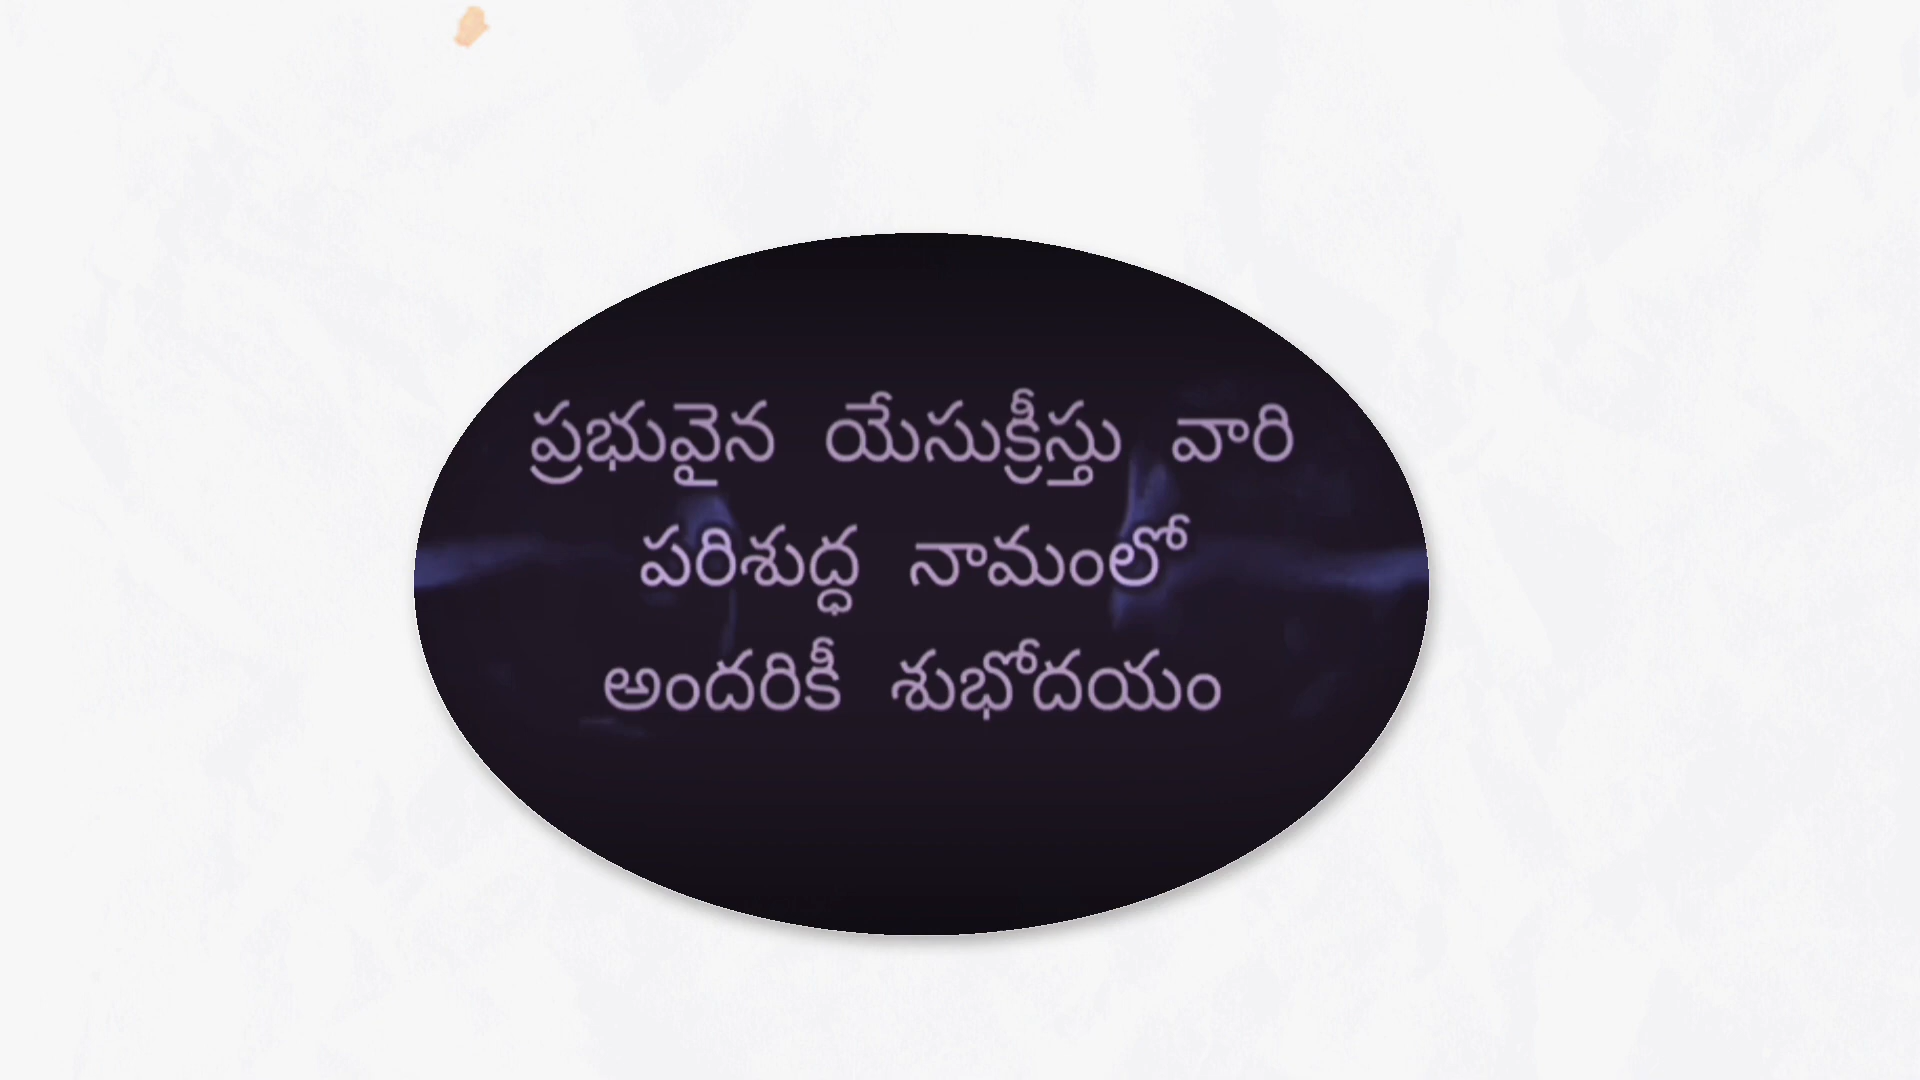 ప్రభువైన యేసుక్రీస్తు వారి
పరిశుద్ధ నామంలో
అందరికీ శుభోదయం